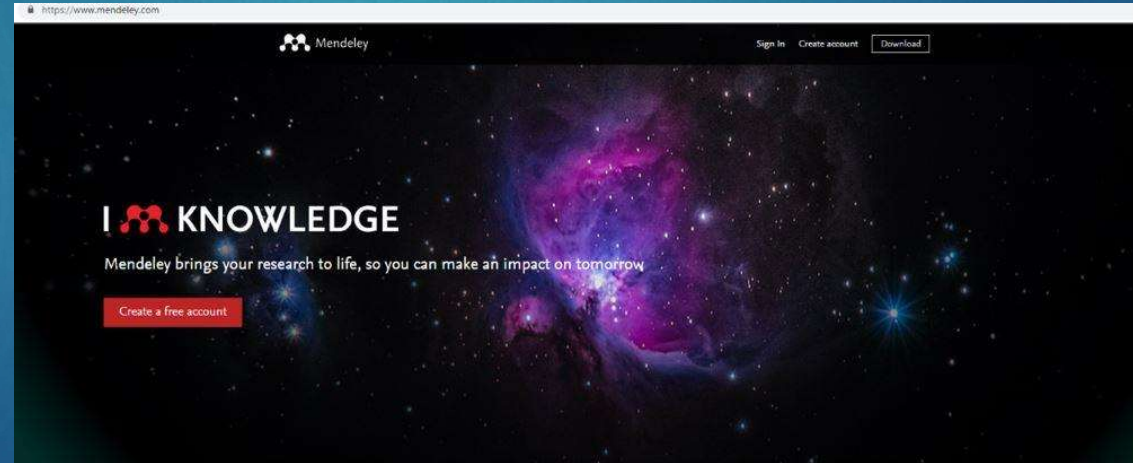 https://www.mendeley.com
Mendeley
Sign In Create account Download
I KNOWLEDGE
Mendeley brings your research to life, so you can make an impact on tomorrow
Create a free account